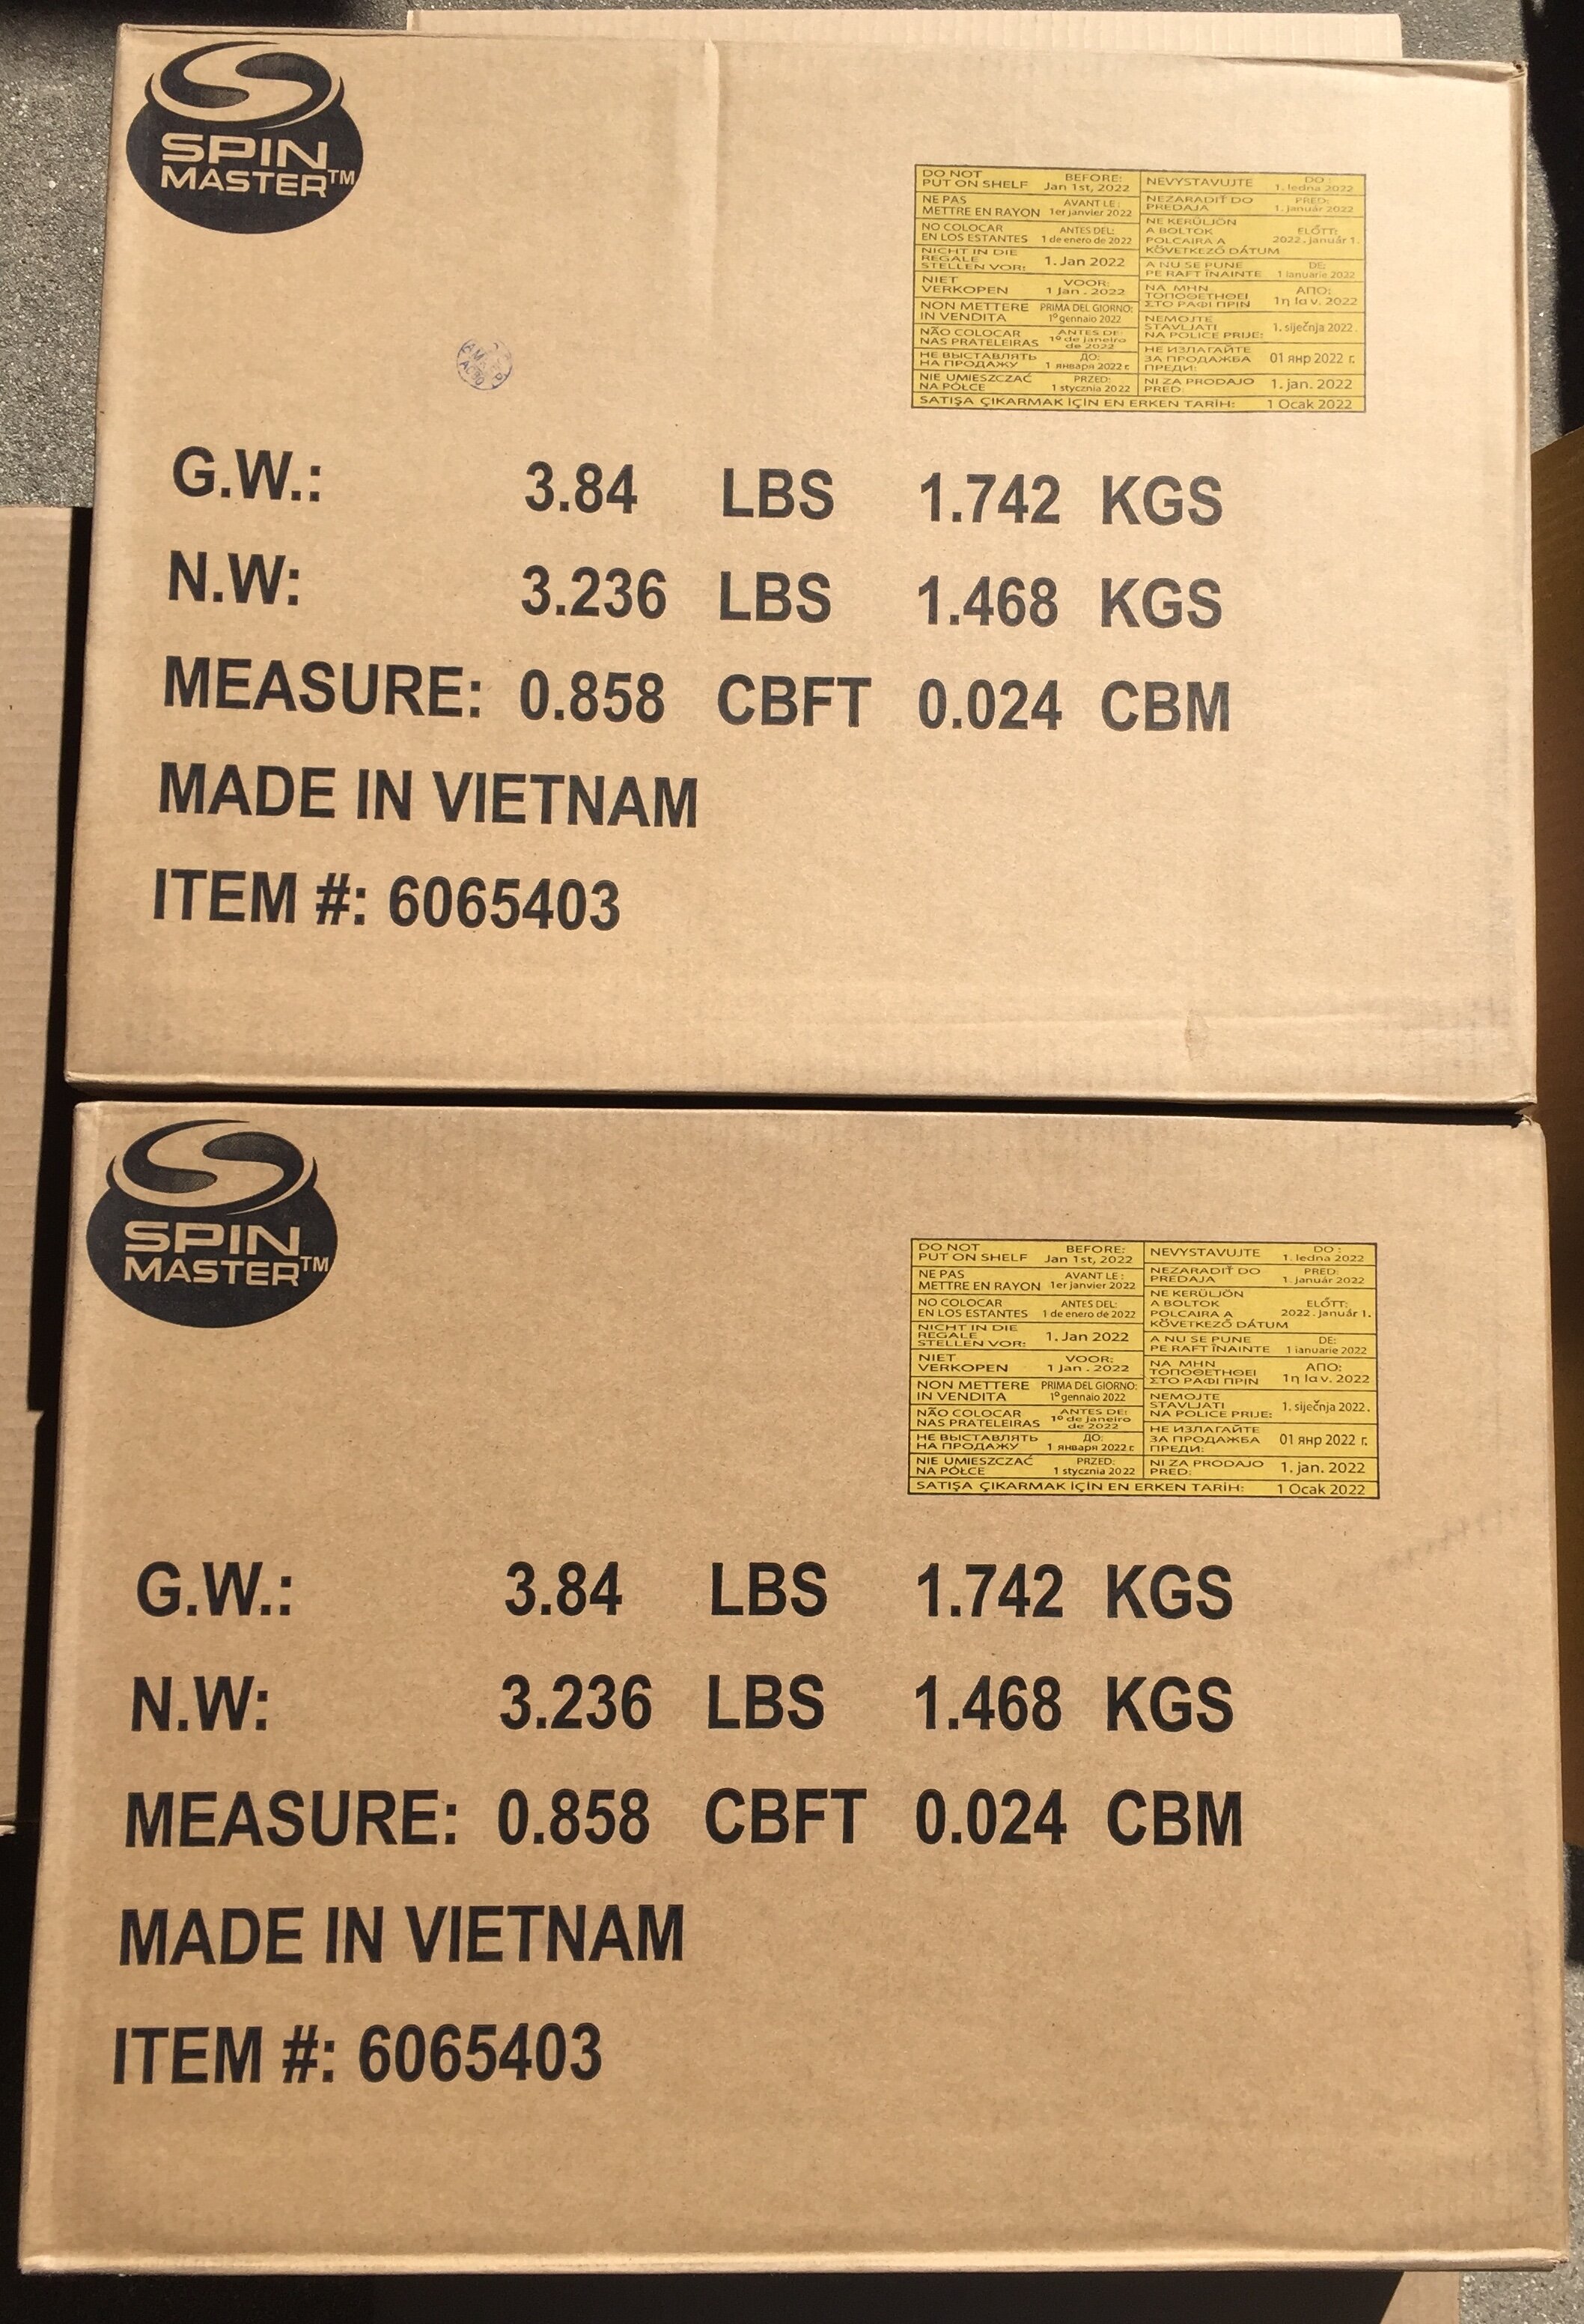 SPIN
MASTER™
DO NOT PUT ON SHELF BEFORE: Jan 1st, 2022
NE PAS METTRE EN RAYON AVANT LE : 1er janvier 2022
NO COLOCAR EN LOS ESTANTES ANTES DEL: 1 de enero de 2022
NICHT IN DIE REGALE STELLEN VOR: 1. Jan 2022
NIET VERKOPEN VOOR: 1 Jan . 2022
NON METTERE IN VENDITA PRIMA DEL GIORNO: 1º gennaio 2022
NÃO COLOCAR NAS PRATELEIRAS ANTES DE: 1º de janeiro de 2022
НЕ ВЫСТАВЛЯТЬ НА ПРОДАЖУ ДО: 1 января 2022 г
NIE UMIESZCZAĆ NA PÓŁCE PRZED: 1 stycznia 2022
NEVYSTAVUJTE DO : 1. ledna 2022
NEZARADIŤ DO PREDAJA PRED: 1. január 2022
NE KERÜLJÖN A BOLTOK POLCAIRA A KÖVETKEZŐ DÁTUM ELŐTT: 2022. január 1.
A NU SE PUNE PE RAFT ÎNAINTE DE: 1 ianuarie 2022
ΝΑ ΜΗΝ ΤΟΠΟΘΕΤΗΘΕΙ ΣΤΟ ΡΑΦΙ ΠΡΙΝ ΑΠΟ: 1η Ιαν. 2022
NEMOJTE STAVLJATI NA POLICE PRIJE: 1. siječnja 2022.
НЕ ИЗЛАГАЙТЕ ЗА ПРОДАЖБА ПРЕДИ: 01 янр 2022 г.
NI ZA PRODAJO PRED: 1. jan. 2022
SATIŞA ÇIKARMAK İÇİN EN ERKEN TARİH: 1 Ocak 2022
G.W.: 3.84 LBS 1.742 KGS
N.W: 3.236 LBS 1.468 KGS
MEASURE: 0.858 CBFT 0.024 CBM
MADE IN VIETNAM
ITEM #: 6065403
SPIN
MASTER™
DO NOT PUT ON SHELF BEFORE: Jan 1st, 2022
NE PAS METTRE EN RAYON AVANT LE : 1er janvier 2022
NO COLOCAR EN LOS ESTANTES ANTES DEL: 1 de enero de 2022
NICHT IN DIE REGALE STELLEN VOR: 1. Jan 2022
NIET VERKOPEN VOOR: 1 Jan . 2022
NON METTERE IN VENDITA PRIMA DEL GIORNO: 1º gennaio 2022
NÃO COLOCAR NAS PRATELEIRAS ANTES DE: 1º de janeiro de 2022
НЕ ВЫСТАВЛЯТЬ НА ПРОДАЖУ ДО: 1 января 2022 г
NIE UMIESZCZAĆ NA PÓŁCE PRZED: 1 stycznia 2022
NEVYSTAVUJTE DO : 1. ledna 2022
NEZARADIŤ DO PREDAJA PRED: 1. január 2022
NE KERÜLJÖN A BOLTOK POLCAIRA A KÖVETKEZŐ DÁTUM ELŐTT: 2022. január 1.
A NU SE PUNE PE RAFT ÎNAINTE DE: 1 ianuarie 2022
ΝΑ ΜΗΝ ΤΟΠΟΘΕΤΗΘΕΙ ΣΤΟ ΡΑΦΙ ΠΡΙΝ ΑΠΟ: 1η Ιαν. 2022
NEMOJTE STAVLJATI NA POLICE PRIJE: 1. siječnja 2022.
НЕ ИЗЛАГАЙТЕ ЗА ПРОДАЖБА ПРЕДИ: 01 янр 2022 г.
NI ZA PRODAJO PRED: 1. jan. 2022
SATIŞA ÇIKARMAK İÇİN EN ERKEN TARİH: 1 Ocak 2022
G.W.: 3.84 LBS 1.742 KGS
N.W: 3.236 LBS 1.468 KGS
MEASURE: 0.858 CBFT 0.024 CBM
MADE IN VIETNAM
ITEM #: 6065403